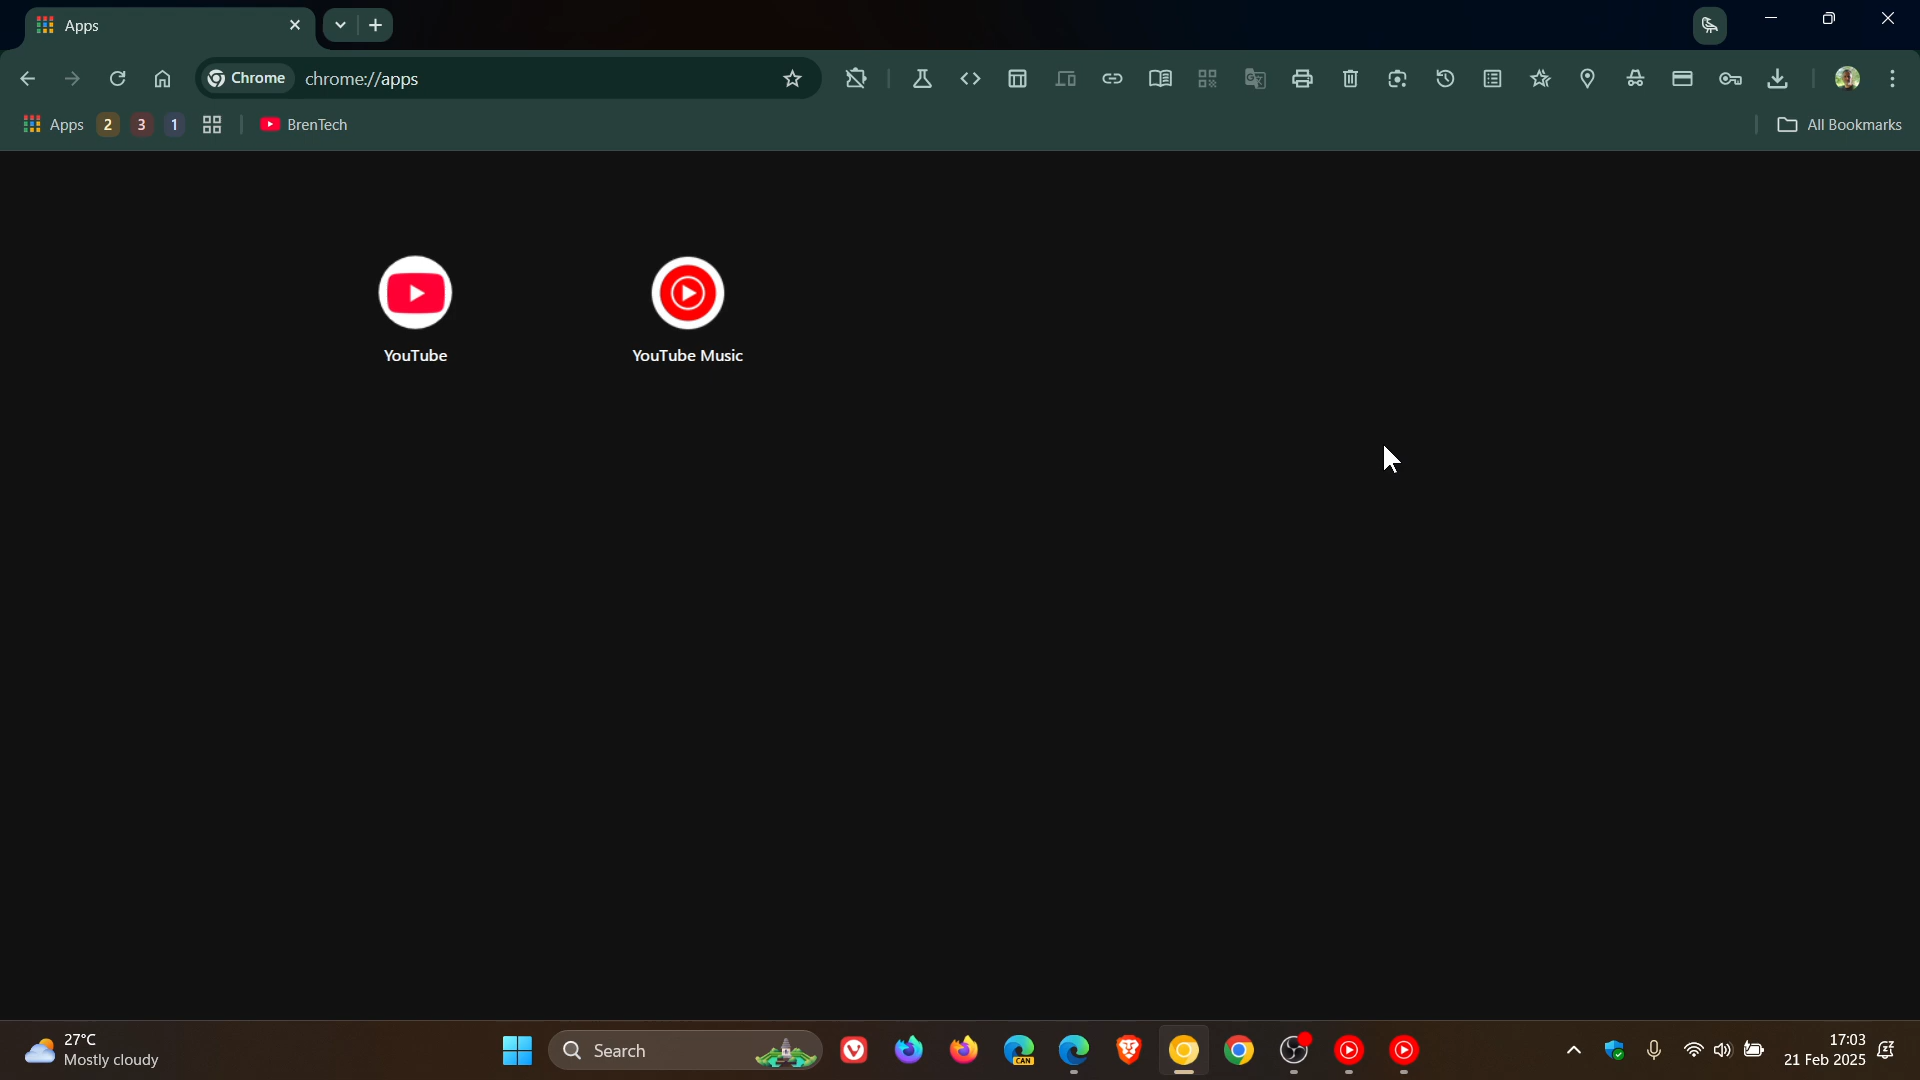 Apps
Chrome
chrome://apps
Apps
2
3
1
BrenTech
All Bookmarks
YouTube
YouTube Music
27°C
Mostly cloudy
Search
CAN
17:03
21 Feb 2025